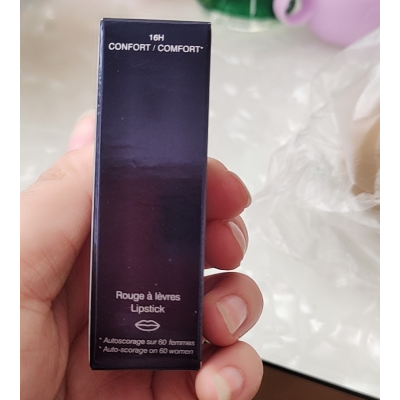 16H
CONFORT / COMFORT*
Rouge à lèvres
Lipstick
* Autoscorage sur 60 femmes
* Auto-scorage on 60 women